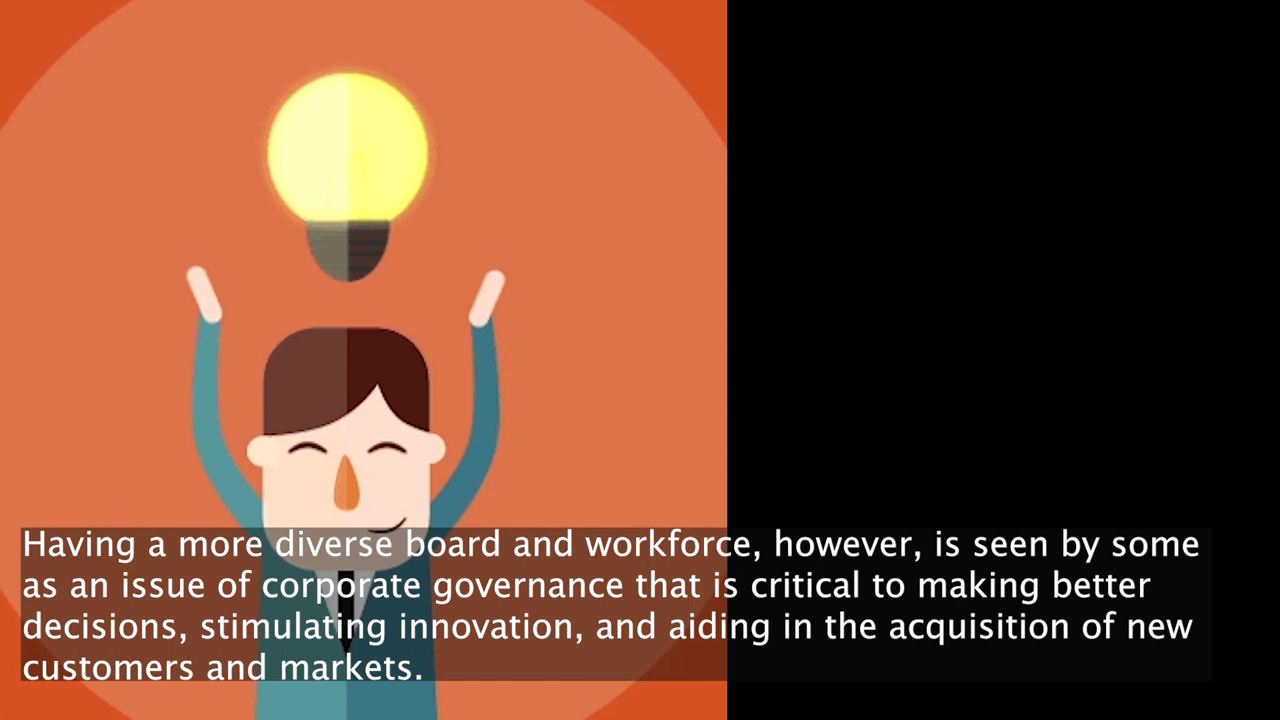 Having a more diverse board and workforce, however, is seen by some
as an issue of corporate governance that is critical to making better
decisions, stimulating innovation, and aiding in the acquisition of new
customers and markets.